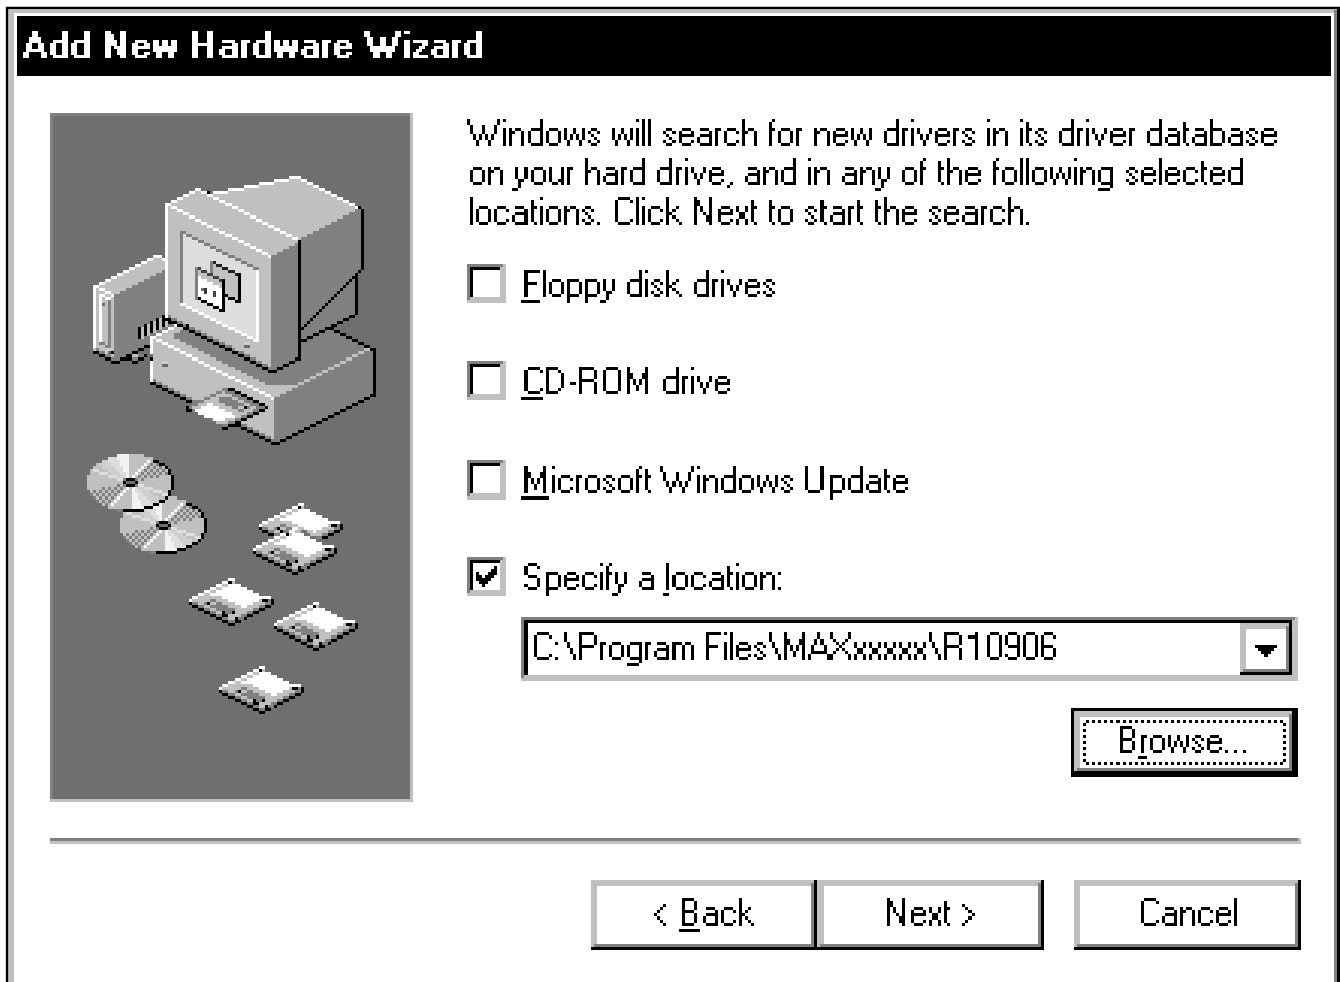 Add New Hardware Wizard
Windows will search for new drivers in its driver database
on your hard drive, and in any of the following selected
locations. Click Next to start the search.
Floppy disk drives
CD-ROM drive
Microsoft Windows Update
Specify a location:
C:\Program Files\MAXxxxxx\R10906
Browse...
< Back
Next >
Cancel